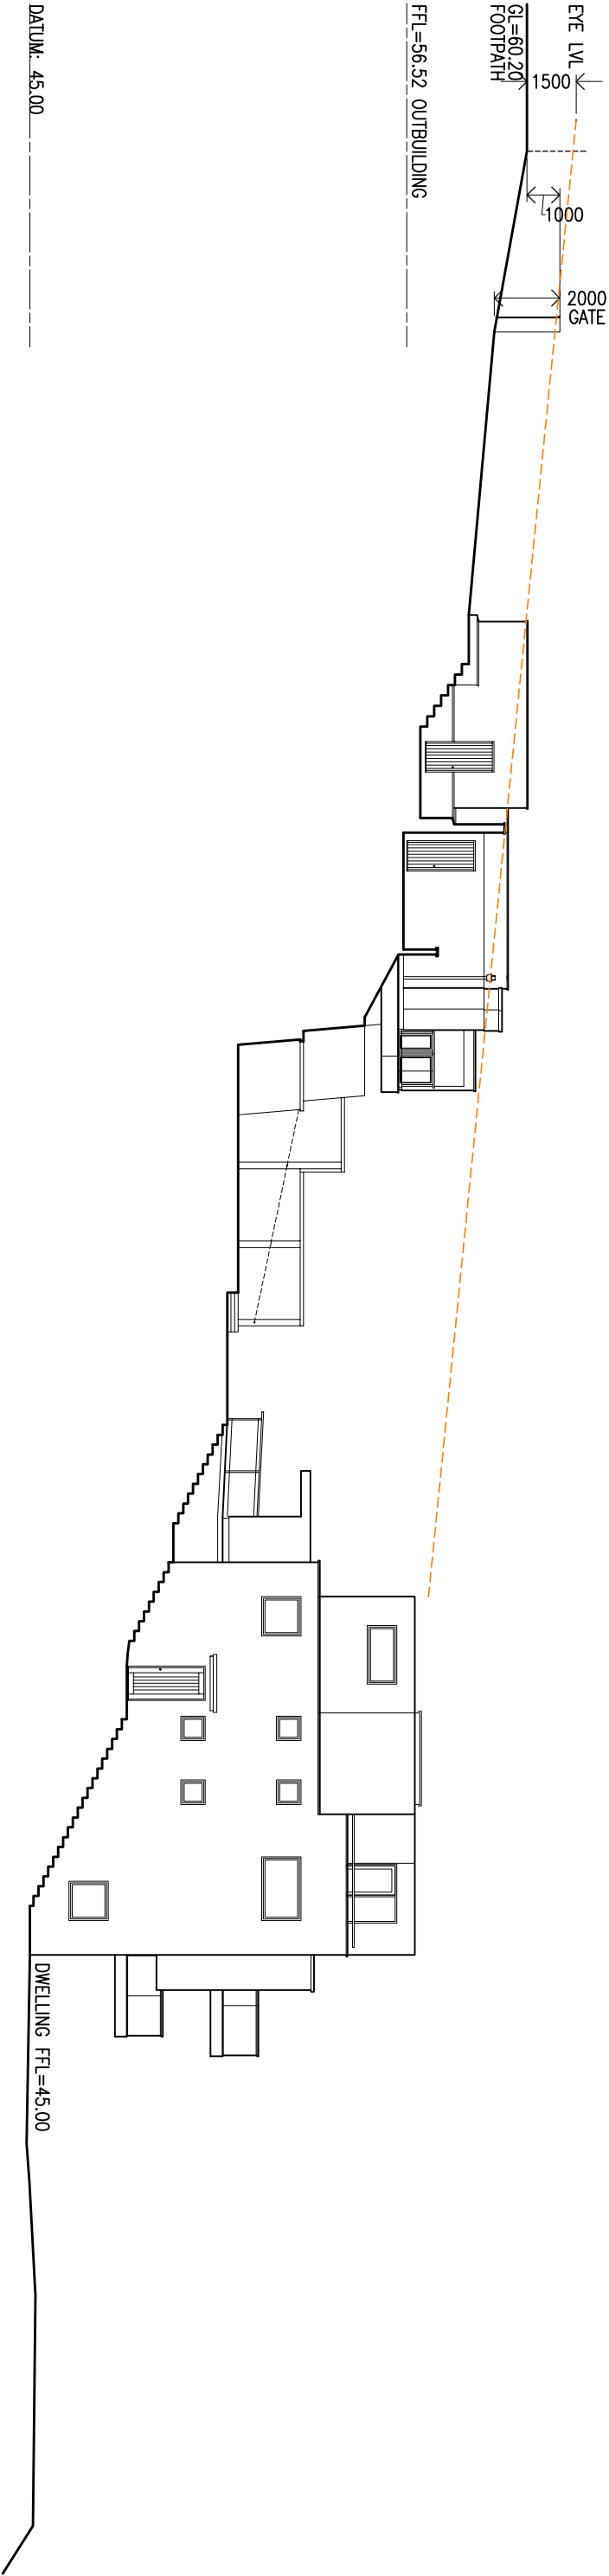 EYE LVL
1500
GL=60.20
FOOTPATH
1000
2000
GATE
FFL=56.52 OUTBUILDING
DATUM: 45.00
DWELLING FFL=45.00